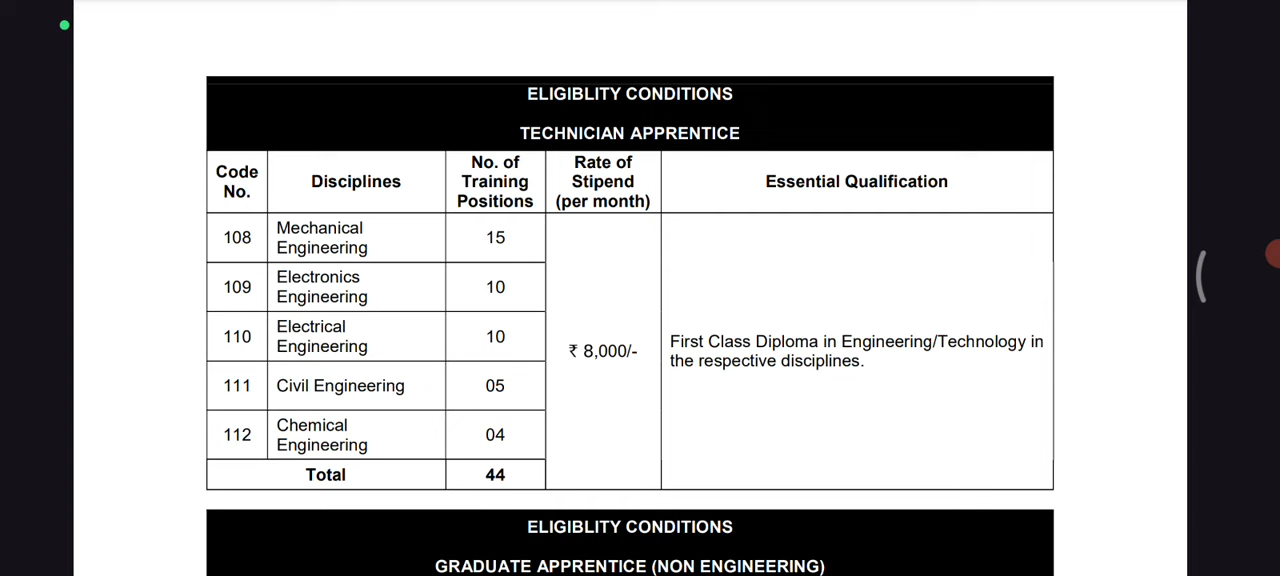 ELIGIBLITY CONDITIONS
TECHNICIAN APPRENTICE
Code No.
Disciplines
No. of Training Positions
Rate of Stipend (per month)
Essential Qualification
108
Mechanical Engineering
15
109
Electronics Engineering
10
110
Electrical Engineering
10
111
Civil Engineering
05
112
Chemical Engineering
04
₹ 8,000/-
First Class Diploma in Engineering/Technology in
the respective disciplines.
Total
44
ELIGIBLITY CONDITIONS
GRADUATE APPRENTICE (NON ENGINEERING)